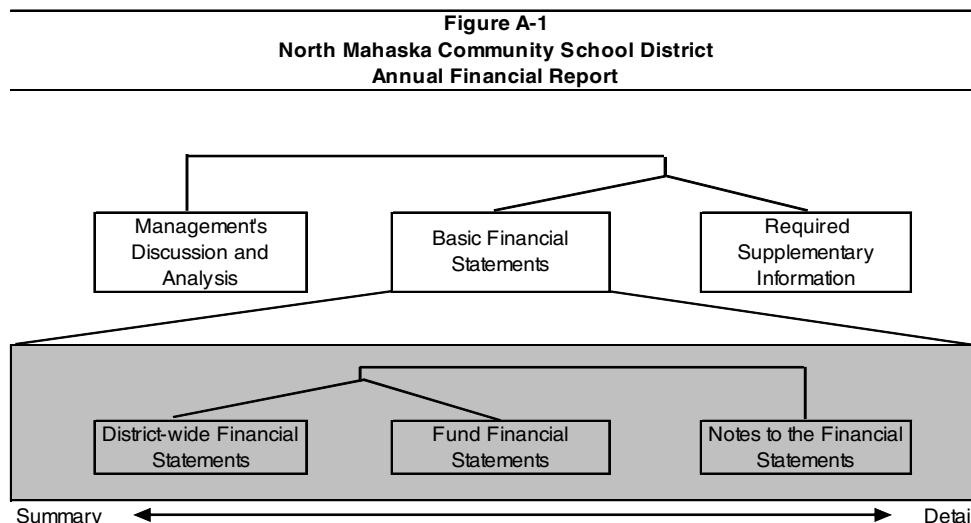 Figure A-1
North Mahaska Community School District
Annual Financial Report
Management's
Discussion and
Analysis
Basic Financial
Statements
Required
Supplementary
Information
District-wide Financial
Statements
Fund Financial
Statements
Notes to the Financial
Statements
Summary
Detai